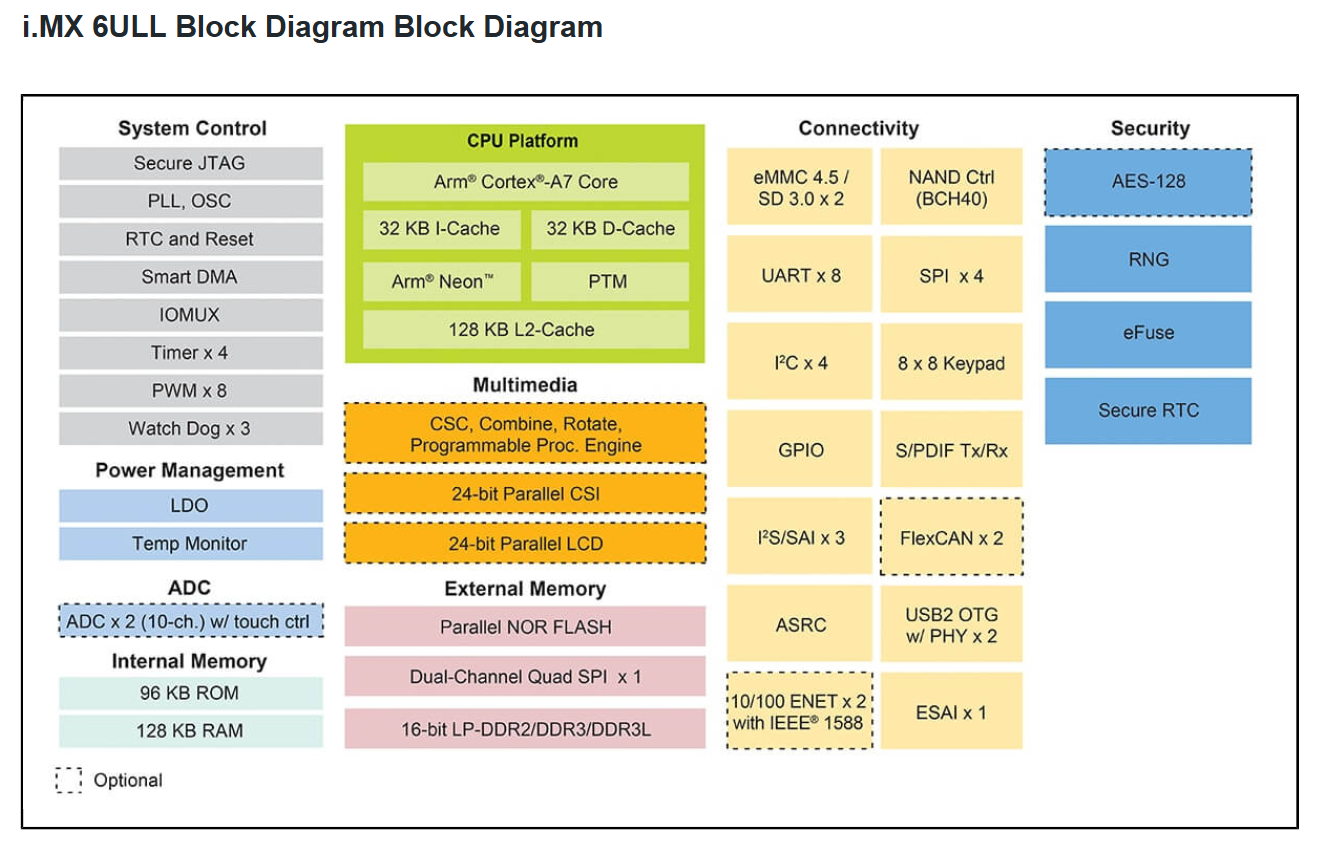 i.MX 6ULL Block Diagram Block Diagram
System Control
Secure JTAG
PLL, OSC
RTC and Reset
Smart DMA
IOMUX
Timer x 4
PWM x 8
Watch Dog x 3
Power Management
LDO
Temp Monitor
ADC
ADC x 2 (10-ch.) w/ touch ctrl
Internal Memory
96 KB ROM
128 KB RAM
CPU Platform
Arm® Cortex®-A7 Core
32 KB I-Cache
32 KB D-Cache
Arm® Neon™
PTM
128 KB L2-Cache
Multimedia
CSC, Combine, Rotate,
Programmable Proc. Engine
24-bit Parallel CSI
24-bit Parallel LCD
External Memory
Parallel NOR FLASH
Dual-Channel Quad SPI x 1
16-bit LP-DDR2/DDR3/DDR3L
Connectivity
eMMC 4.5 /
SD 3.0 x 2
NAND Ctrl
(BCH40)
UART x 8
SPI x 4
I²C x 4
8 x 8 Keypad
GPIO
S/PDIF Tx/Rx
I²S/SAI x 3
FlexCAN x 2
ASRC
USB2 OTG
w/ PHY x 2
10/100 ENET x 2
with IEEE® 1588
ESAI x 1
Security
AES-128
RNG
eFuse
Secure RTC
Optional